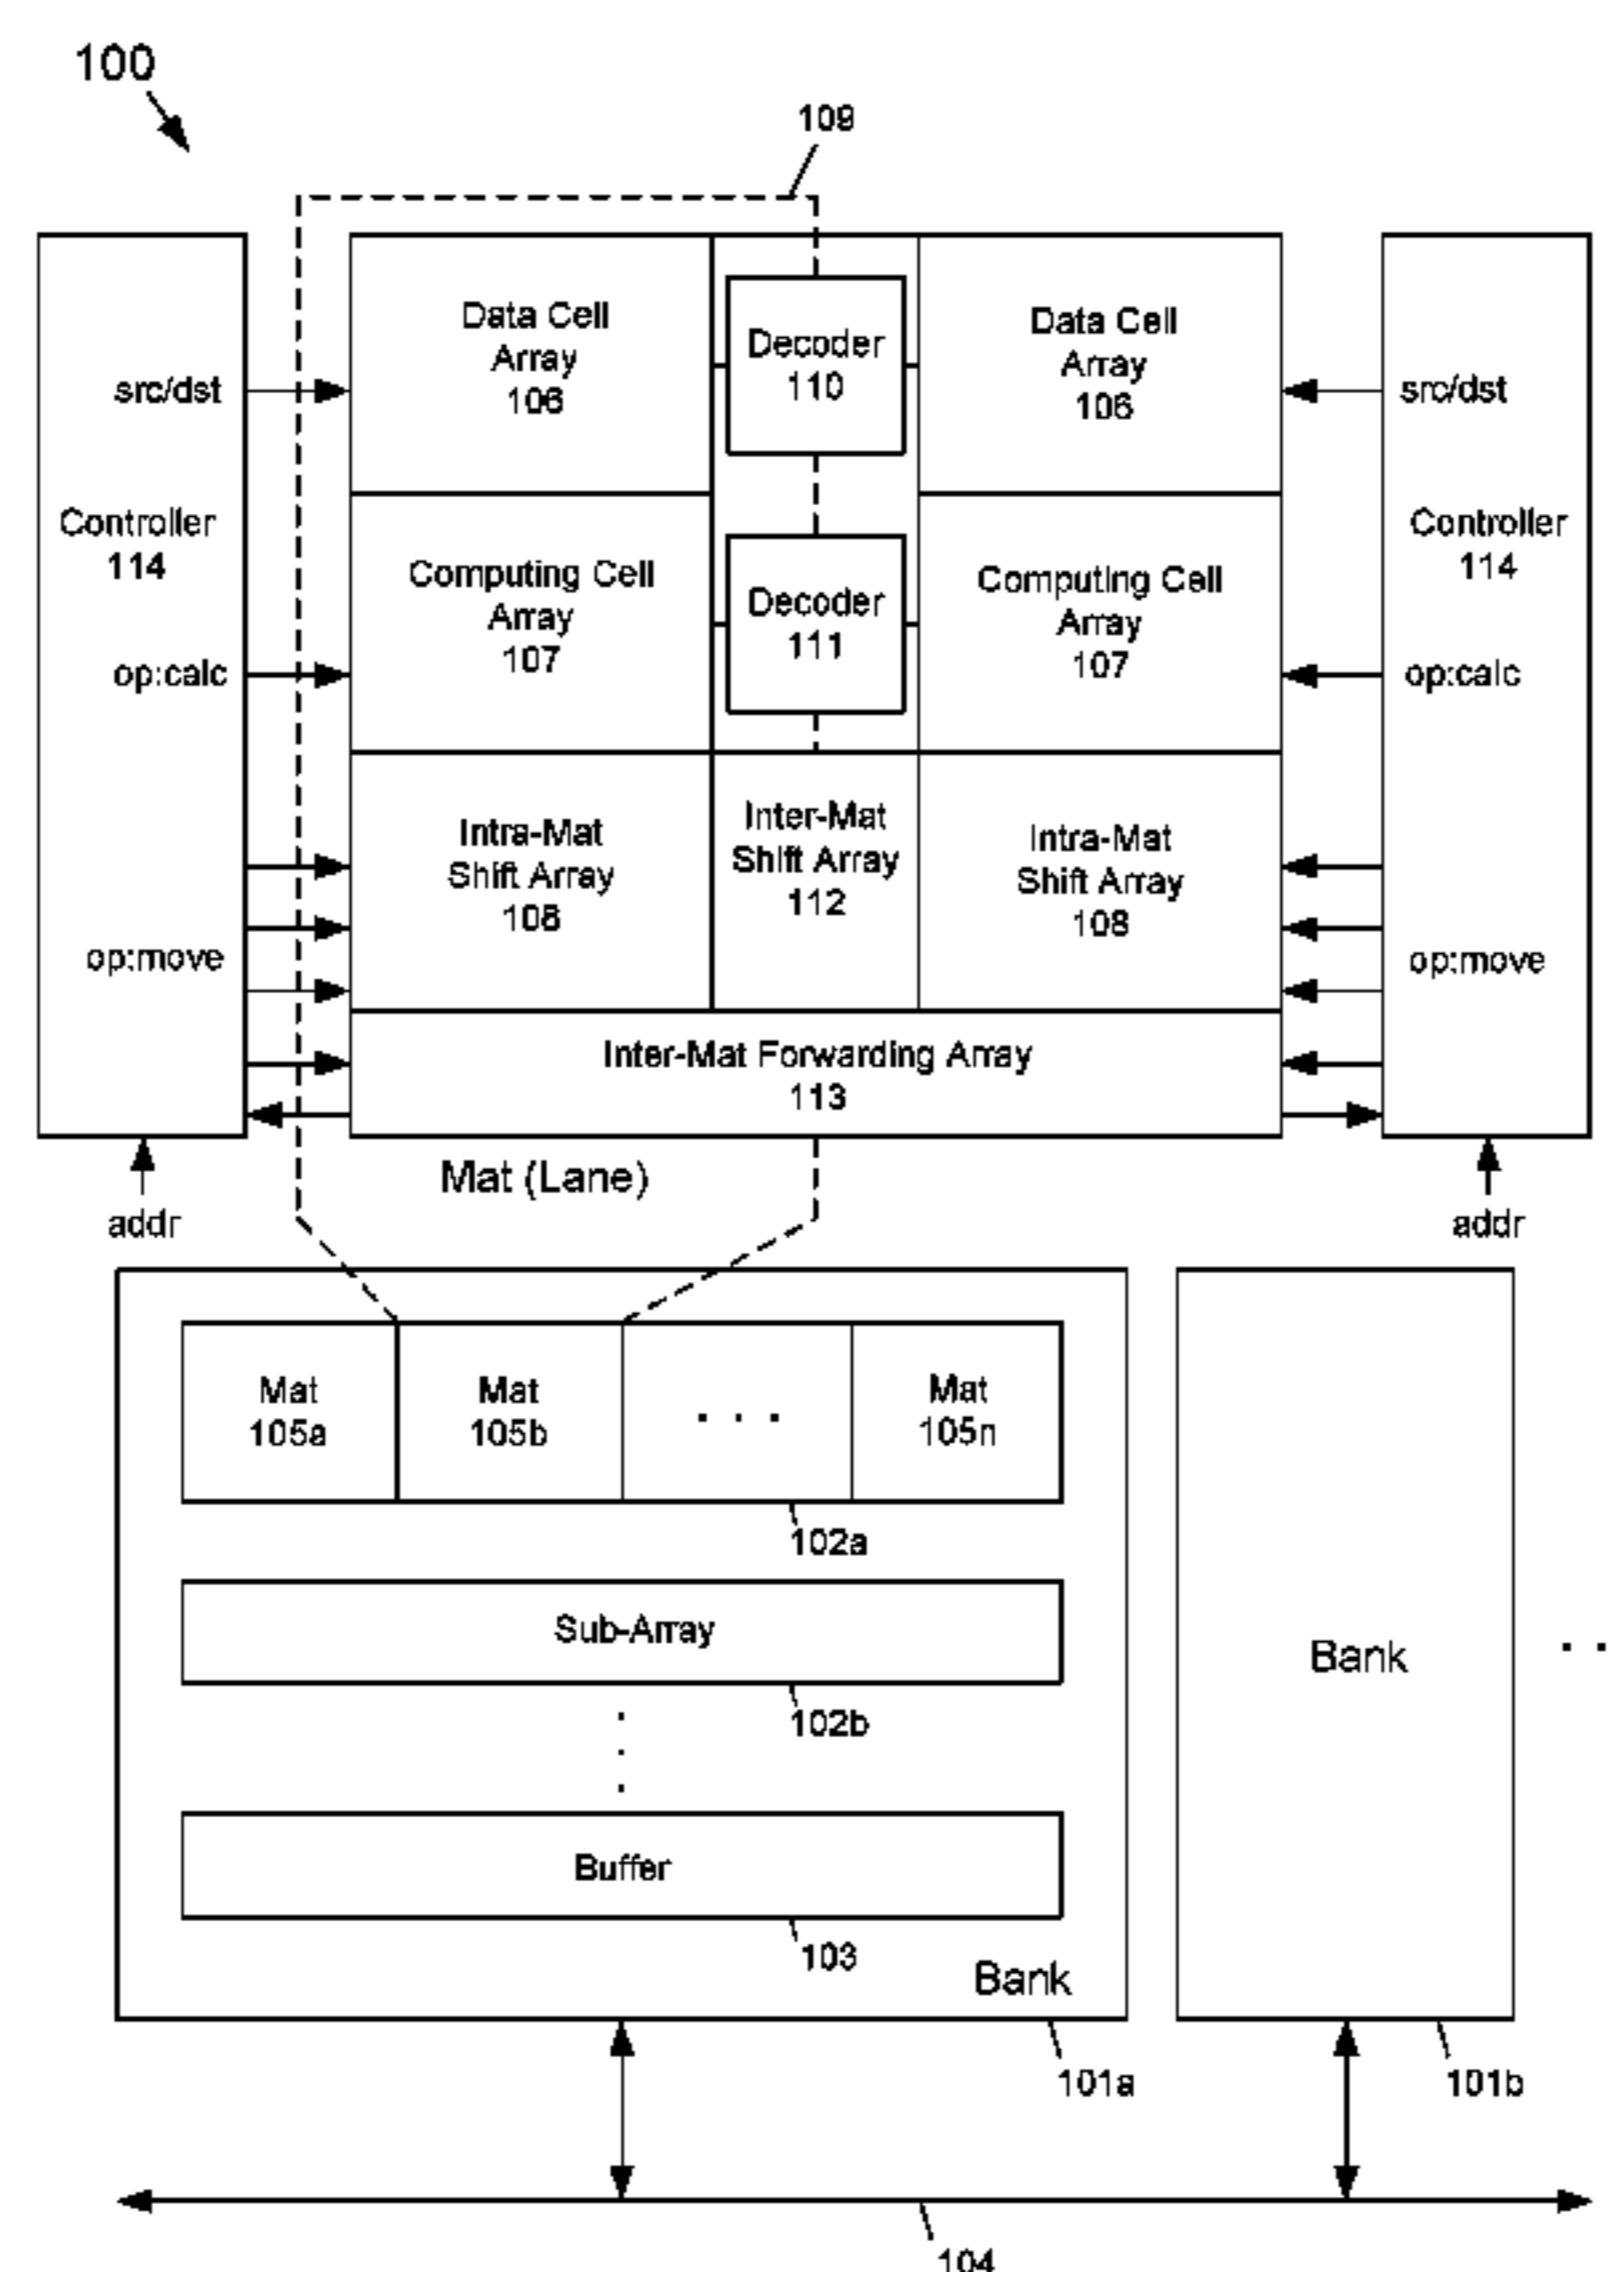 100
109
Data Cell
Array
106
Decoder
110
Data Cell
Array
106
src/dst
src/dst
Controller
114
Controller
114
Computing Cell
Array
107
Decoder
111
Computing Cell
Array
107
op:calc
op:calc
Intra-Mat
Shift Array
108
Inter-Mat
Shift Array
112
Intra-Mat
Shift Array
108
op:move
op:move
Inter-Mat Forwarding Array
113
Mat (Lane)
addr
addr
Mat
105a
Mat
105b
. . .
Mat
105n
102a
Sub-Array
102b
Buffer
103
Bank
101a
Bank
101b
104